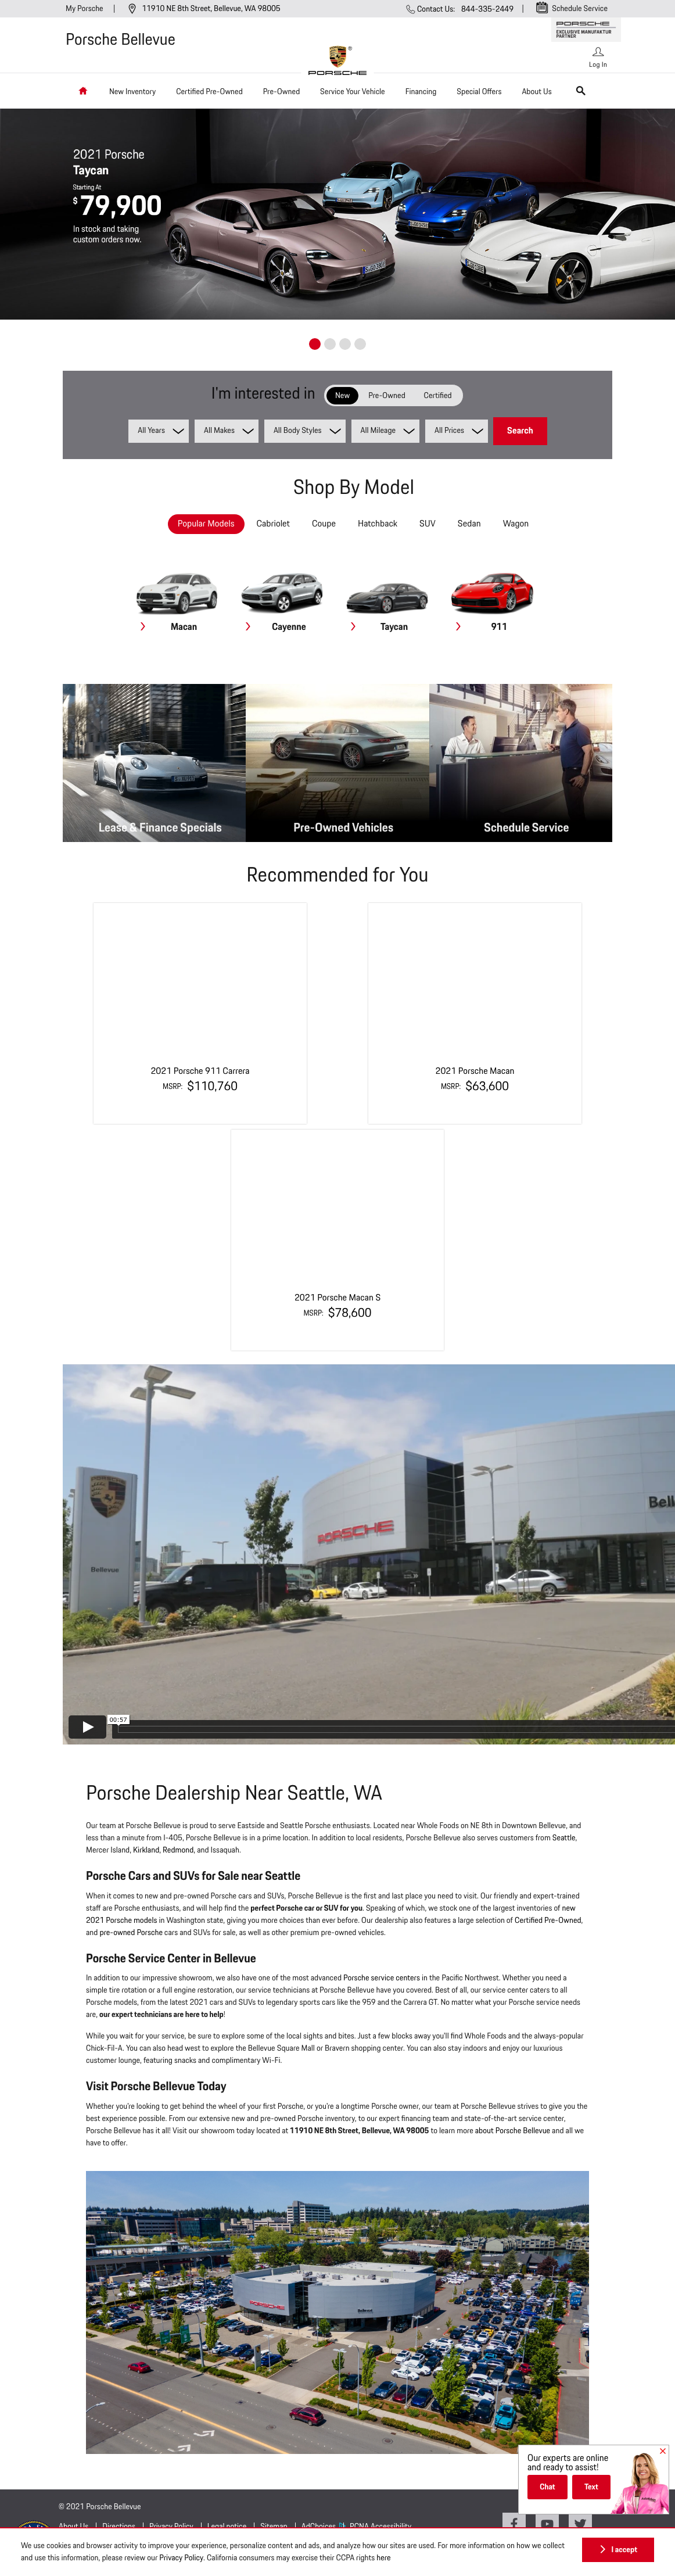 My Porsche | 11910 NE 8th Street, Bellevue, WA 98005
Contact Us: 844-335-2449 | Schedule Service
Porsche Bellevue
PORSCHE
EXCLUSIVE MANUFAKTUR
PARTNER
PORSCHE
Log In
New Inventory
Certified Pre-Owned
Pre-Owned
Service Your Vehicle
Financing
Special Offers
About Us
2021 Porsche
Taycan
Starting At
$79,900
In stock and taking
custom orders now.
I'm interested in
New
Pre-Owned
Certified
All Years
All Makes
All Body Styles
All Mileage
All Prices
Search
Shop By Model
Popular Models
Cabriolet
Coupe
Hatchback
SUV
Sedan
Wagon
Macan
Cayenne
Taycan
911
Lease & Finance Specials
Pre-Owned Vehicles
Schedule Service
Recommended for You
2021 Porsche 911 Carrera
MSRP: $110,760
2021 Porsche Macan
MSRP: $63,600
2021 Porsche Macan S
MSRP: $78,600
PORSCHE
Bellevue
00:57
Porsche Dealership Near Seattle, WA
Our team at Porsche Bellevue is proud to serve Eastside and Seattle Porsche enthusiasts. Located near Whole Foods on NE 8th in Downtown Bellevue, and
less than a minute from I-405, Porsche Bellevue is in a prime location. In addition to local residents, Porsche Bellevue also serves customers from Seattle,
Mercer Island, Kirkland, Redmond, and Issaquah.
Porsche Cars and SUVs for Sale near Seattle
When it comes to new and pre-owned Porsche cars and SUVs, Porsche Bellevue is the first and last place you need to visit. Our friendly and expert-trained
staff are Porsche enthusiasts, and will help find the perfect Porsche car or SUV for you. Speaking of which, we stock one of the largest inventories of new
2021 Porsche models in Washington state, giving you more choices than ever before. Our dealership also features a large selection of Certified Pre-Owned,
and pre-owned Porsche cars and SUVs for sale, as well as other premium pre-owned vehicles.
Porsche Service Center in Bellevue
In addition to our impressive showroom, we also have one of the most advanced Porsche service centers in the Pacific Northwest. Whether you need a
simple tire rotation or a full engine restoration, our service technicians at Porsche Bellevue have you covered. Best of all, our service center caters to all
Porsche models, from the latest 2021 cars and SUVs to legendary sports cars like the 959 and the Carrera GT. No matter what your Porsche service needs
are, our expert technicians are here to help!
While you wait for your service, be sure to explore some of the local sights and bites. Just a few blocks away you'll find Whole Foods and the always-popular
Chick-Fil-A. You can also head west to explore the Bellevue Square Mall or Bravern shopping center. You can also stay indoors and enjoy our luxurious
customer lounge, featuring snacks and complimentary Wi-Fi.
Visit Porsche Bellevue Today
Whether you're looking to get behind the wheel of your first Porsche, or you're a longtime Porsche owner, our team at Porsche Bellevue strives to give you the
best experience possible. From our extensive new and pre-owned Porsche inventory, to our expert financing team and state-of-the-art service center,
Porsche Bellevue has it all! Visit our showroom today located at 11910 NE 8th Street, Bellevue, WA 98005 to learn more about Porsche Bellevue and all we
have to offer.
PORSCHE
Bellevue
Our experts are online
and ready to assist!
Chat
Text
© 2021 Porsche Bellevue
About Us | Directions | Privacy Policy | Legal notice | Sitemap | AdChoices PCNA Accessibility
We use cookies and browser activity to improve your experience, personalize content and ads, and analyze how our sites are used. For more information on how we collect
and use this information, please review our Privacy Policy. California consumers may exercise their CCPA rights here
I accept